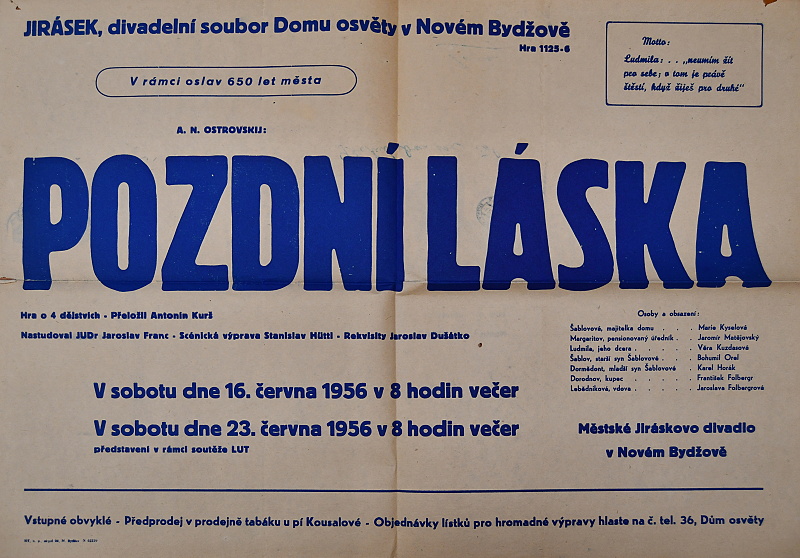 JIRÁSEK, divadelní soubor Domu osvěty v Novém Bydžově
Hra 1125-6
V rámci oslav 650 let města
Motto:
Ludmila: . . „neumím žít
pro sebe; v tom je právě
štěstí, když žiješ pro druhé"
A. N. OSTROVSKIJ:
POZDNÍ LÁSKA
Hra o 4 dějstvích - Přeložil Antonín Kurš
Nastudoval JUDr Jaroslav Franc - Scénická výprava Stanislav Hüttl - Rekvisity Jaroslav Dušátko
Osoby a obsazení:
Šablovová, majitelka domu . . . Marie Kyselová
Margaritov, pensionovaný úředník . . Jaromír Matějovský
Ludmila, jeho dcera . . . . . Věra Kuzdasová
Šablov, starší syn Šablovové . . . Bohumil Orel
Dormédont, mladší syn Šablovové . . Karel Horák
Dorodnov, kupec . . . . . František Folbergr
Lebědníková, vdova . . . . . Jaroslava Folbergrová
V sobotu dne 16. června 1956 v 8 hodin večer
V sobotu dne 23. června 1956 v 8 hodin večer
představení v rámci soutěže LUT
Městské Jiráskovo divadlo
v Novém Bydžově
Vstupné obvyklé - Předprodej v prodejně tabáku u pí Kousalové - Objednávky lístků pro hromadné výpravy hlaste na č. tel. 36, Dům osvěty